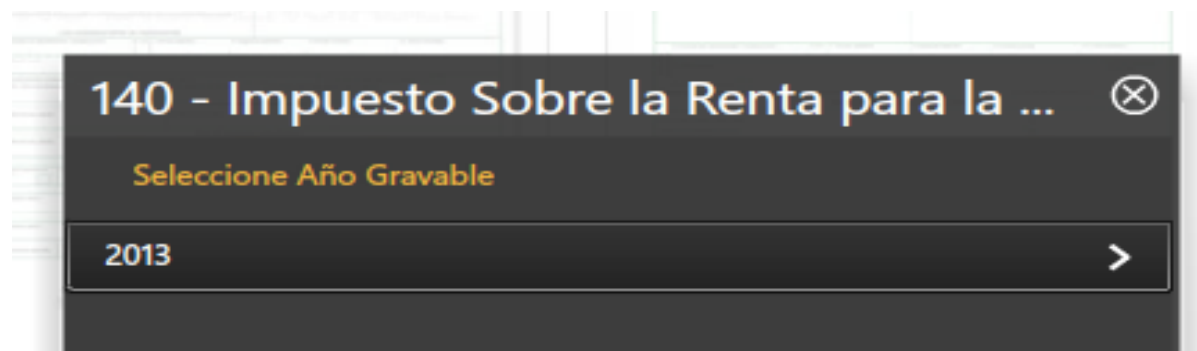 140 - Impuesto Sobre la Renta para la ...
Seleccione Año Gravable
2013